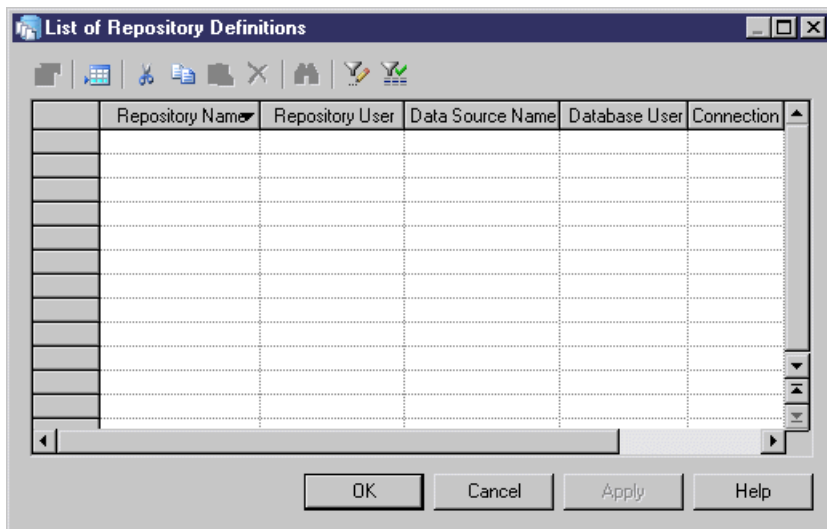 List of Repository Definitions
Repository Name Repository User Data Source Name Database User Connection
OK Cancel Apply Help